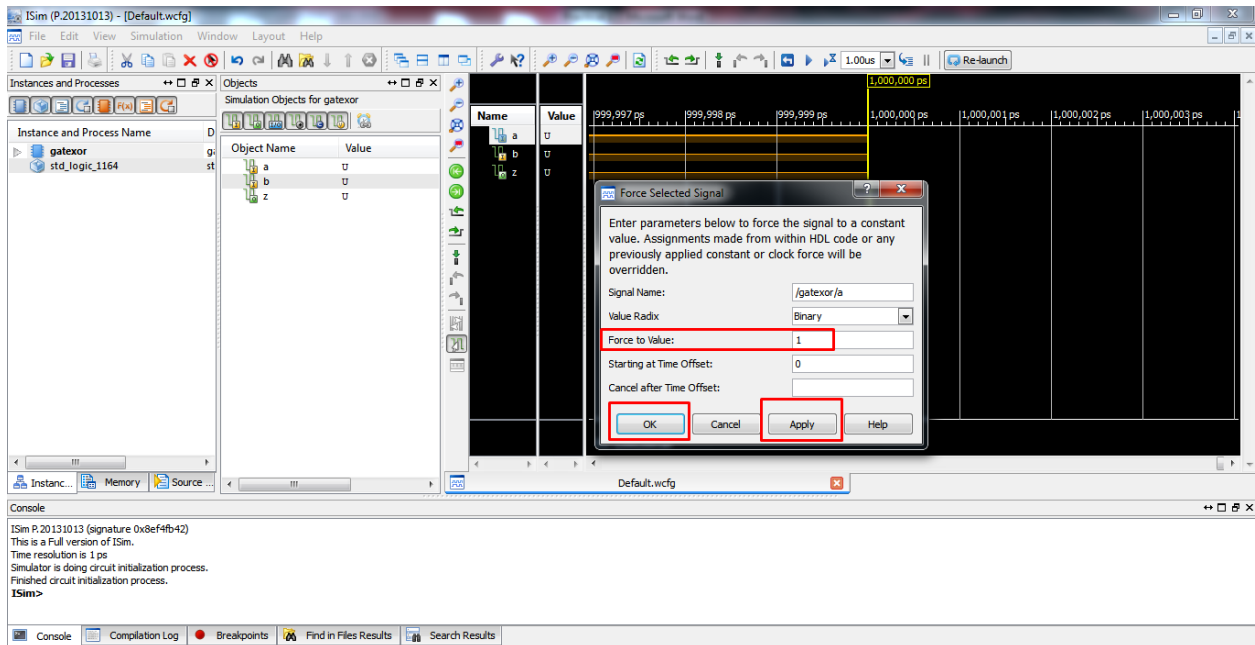 ISim (P.20131013) - [Default.wcfg]
File Edit View Simulation Window Layout Help
1.00us Re-launch
Instances and Processes
Instance and Process Name D
gatexor
std_logic_1164 st
Instanc... Memory Source ...
Objects
Simulation Objects for gatexor
F(x)
Object Name Value
a U
b U
z U
Name Value
a U
b U
z U
1,000,000 ps
999,997 ps 999,998 ps 999,999 ps 1,000,000 ps 1,000,001 ps 1,000,002 ps 1,000,003 ps
Force Selected Signal
Enter parameters below to force the signal to a constant
value. Assignments made from within HDL code or any
previously applied constant or clock force will be
overridden.
Signal Name: /gatexor/a
Value Radix Binary
Force to Value: 1
Starting at Time Offset: 0
Cancel after Time Offset:
OK Cancel Apply Help
Default.wcfg
Console
ISim P.20131013 (signature 0x8ef4fb42)
This is a Full version of ISim.
Time resolution is 1 ps
Simulator is doing circuit initialization process.
Finished circuit initialization process.
ISim>
Console Compilation Log Breakpoints Find in Files Results Search Results